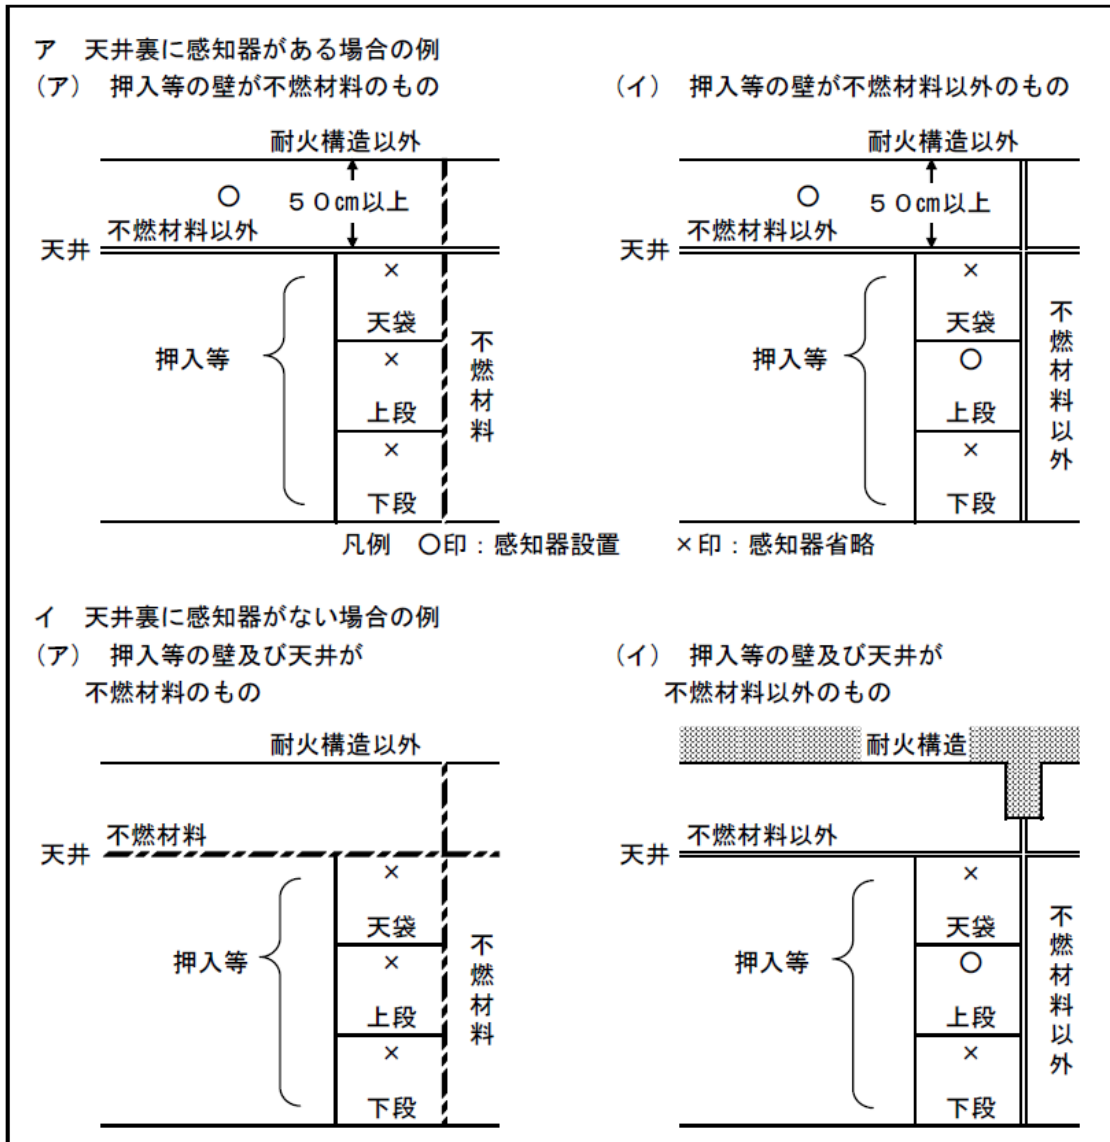 ア 天井裏に感知器がある場合の例
(ア) 押入等の壁が不燃材料のもの
耐火構造以外
○
５０㎝以上
不燃材料以外
天井
×
天袋
押入等
×
上段
×
下段
不燃材料
(イ) 押入等の壁が不燃材料以外のもの
耐火構造以外
○
５０㎝以上
不燃材料以外
天井
×
天袋
押入等
○
上段
×
下段
不燃材料以外
凡例 ○印：感知器設置 ×印：感知器省略
イ 天井裏に感知器がない場合の例
(ア) 押入等の壁及び天井が
不燃材料のもの
耐火構造以外
不燃材料
天井
×
天袋
押入等
×
上段
×
下段
不燃材料
(イ) 押入等の壁及び天井が
不燃材料以外のもの
耐火構造
不燃材料以外
天井
×
天袋
押入等
○
上段
×
下段
不燃材料以外